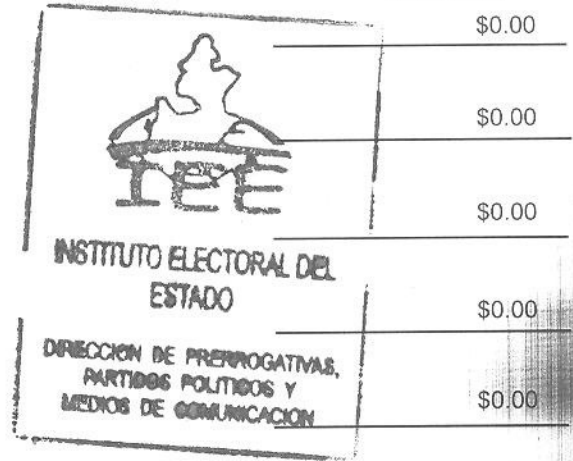 $0.00
$0.00
IEE
$0.00
INSTITUTO ELECTORAL DEL
ESTADO
$0.00
DIRECCION DE PRERROGATIVAS,
PARTIDOS POLITICOS Y
MEDIOS DE COMUNICACION
$0.00